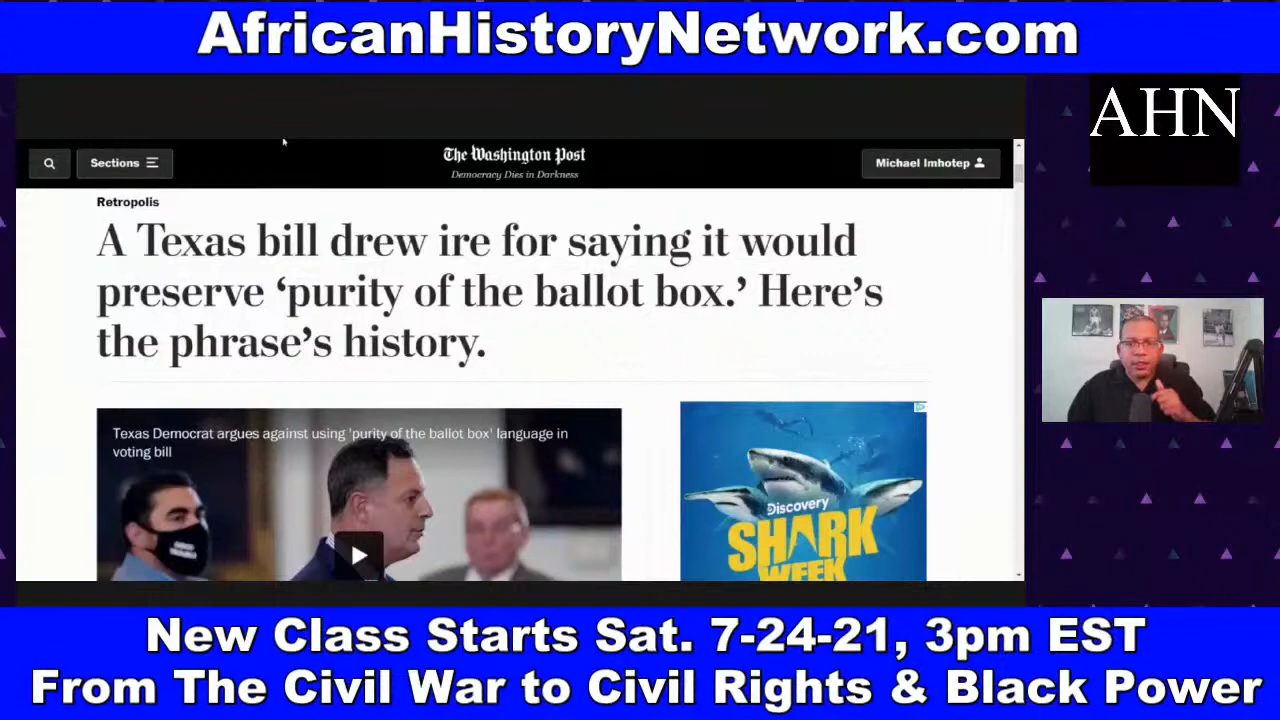 AfricanHistoryNetwork.com
AHN
Sections
The Washington Post
Democracy Dies in Darkness
Michael Imhotep
Retropolis
A Texas bill drew ire for saying it would
preserve ‘purity of the ballot box.’ Here’s
the phrase’s history.
Texas Democrat argues against using 'purity of the ballot box' language in
voting bill
Discovery
SHARK
WEEK
New Class Starts Sat. 7-24-21, 3pm EST
From The Civil War to Civil Rights & Black Power